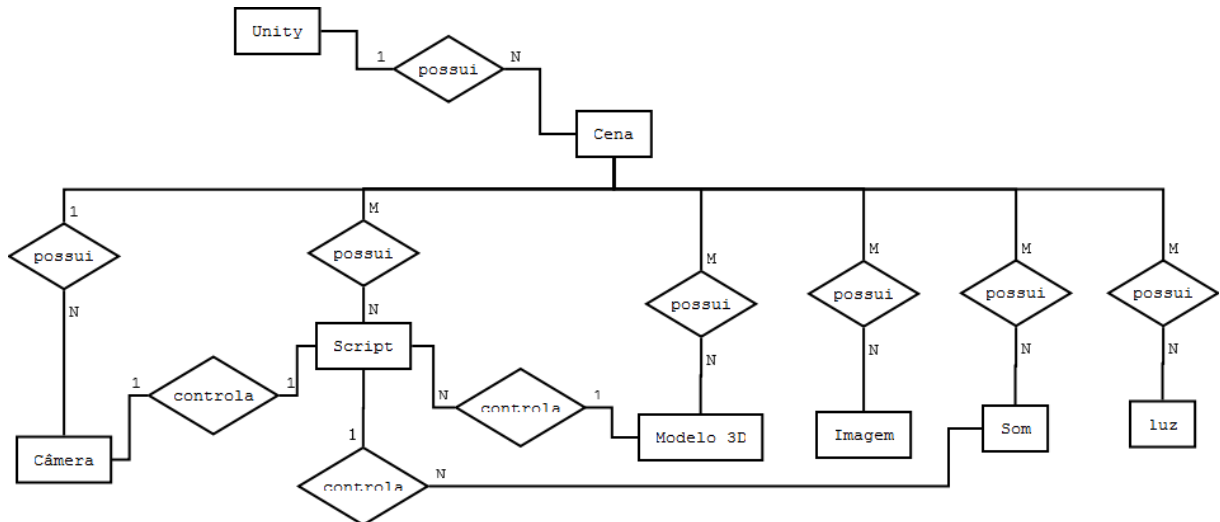 Unity
1
possui
N
Cena
1
M
M
M
M
M
possui
possui
possui
possui
possui
possui
N
N
N
N
N
N
Script
1
controla
1
N
controla
1
Câmera
Modelo 3D
Imagem
Som
luz
1
controla
N